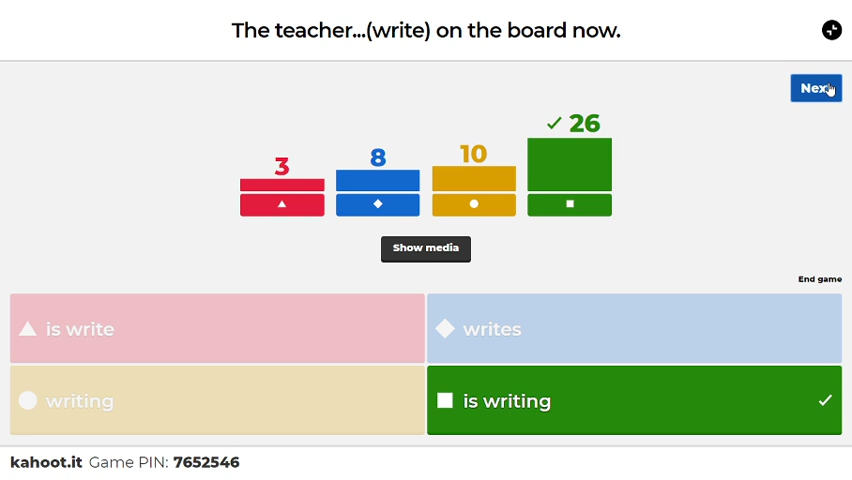 The teacher...(write) on the board now.
Next
3
8
10
26
Show media
End game
is write
writes
writing
is writing
kahoot.it Game PIN: 7652546